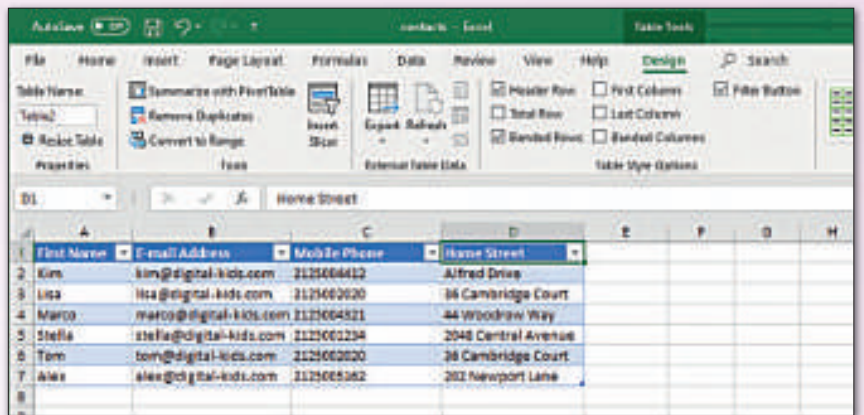 AutoSave Off contacts - Excel Table Tools
File Home Insert Page Layout Formulas Data Review View Help Design Search
Table Name: Summarize with PivotTable Header Row First Column Filter Button
Table2 Remove Duplicates Insert Slicer Export Refresh Total Row Last Column
Resize Table Convert to Range Banded Rows Banded Columns
Properties Tools External Table Data Table Style Options
D1 fx Home Street
A B C D E F G H
1 First Name E-mail Address Mobile Phone Home Street
2 Kim kim@digital-kids.com Alfred Drive
3 Lisa lisa@digital-kids.com 2125002020 36 Cambridge Court
4 Marco marco@digital-kids.com 2125004321 44 Woodrow Way
5 Stella stella@digital-kids.com 2125001234 2048 Central Avenue
6 Tom tom@digital-kids.com 2125002020 36 Cambridge Court
7 Alex alex@digital-kids.com 202 Newport Lane
8